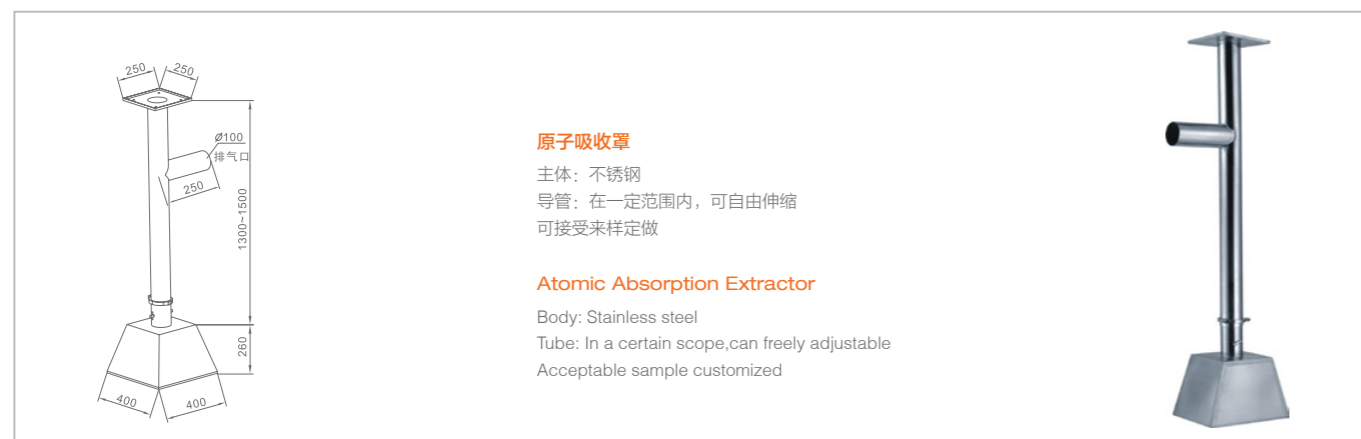 250
250
Ø100
排气口
250
1300~1500
260
400
400
原子吸收罩
主体：不锈钢
导管：在一定范围内，可自由伸缩
可接受来样定做
Atomic Absorption Extractor
Body: Stainless steel
Tube: In a certain scope,can freely adjustable
Acceptable sample customized